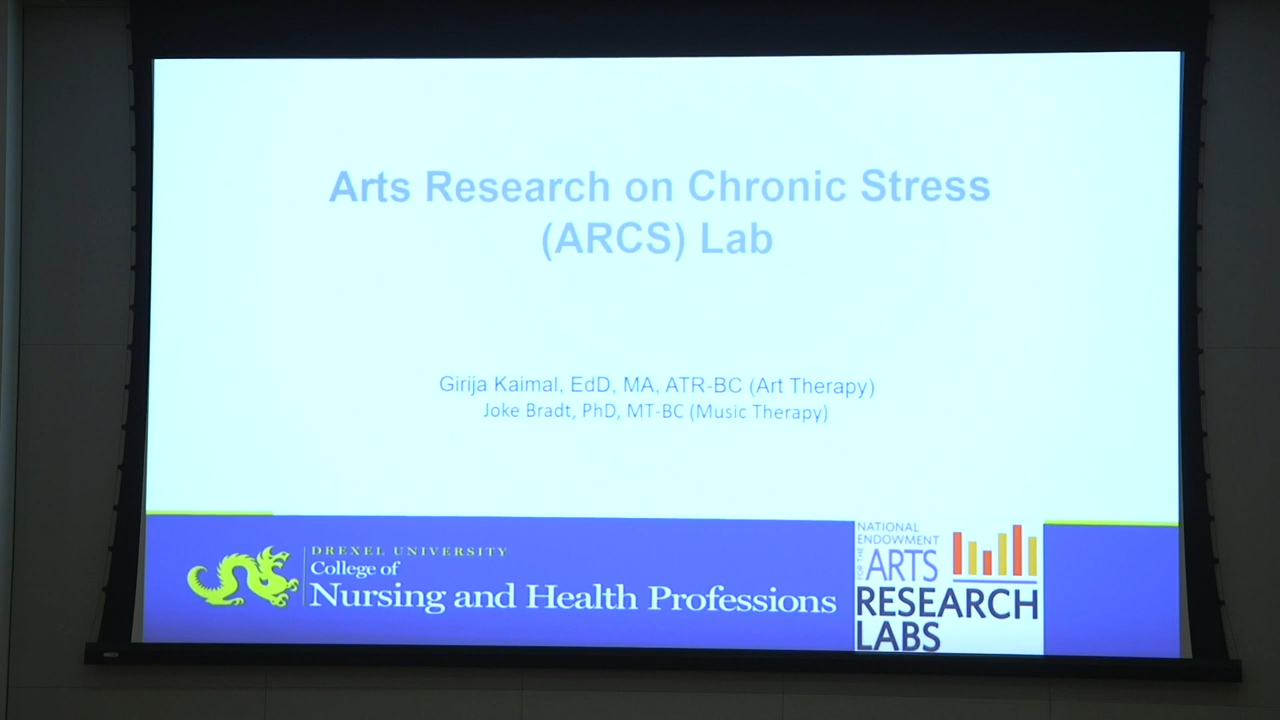 Arts Research on Chronic Stress
(ARCS) Lab
Girija Kaimal, EdD, MA, ATR-BC (Art Therapy)
Joke Bradt, PhD, MT-BC (Music Therapy)
DREXEL UNIVERSITY
College of
Nursing and Health Professions
NATIONAL
ENDOWMENT
FOR THE
ARTS
RESEARCH
LABS